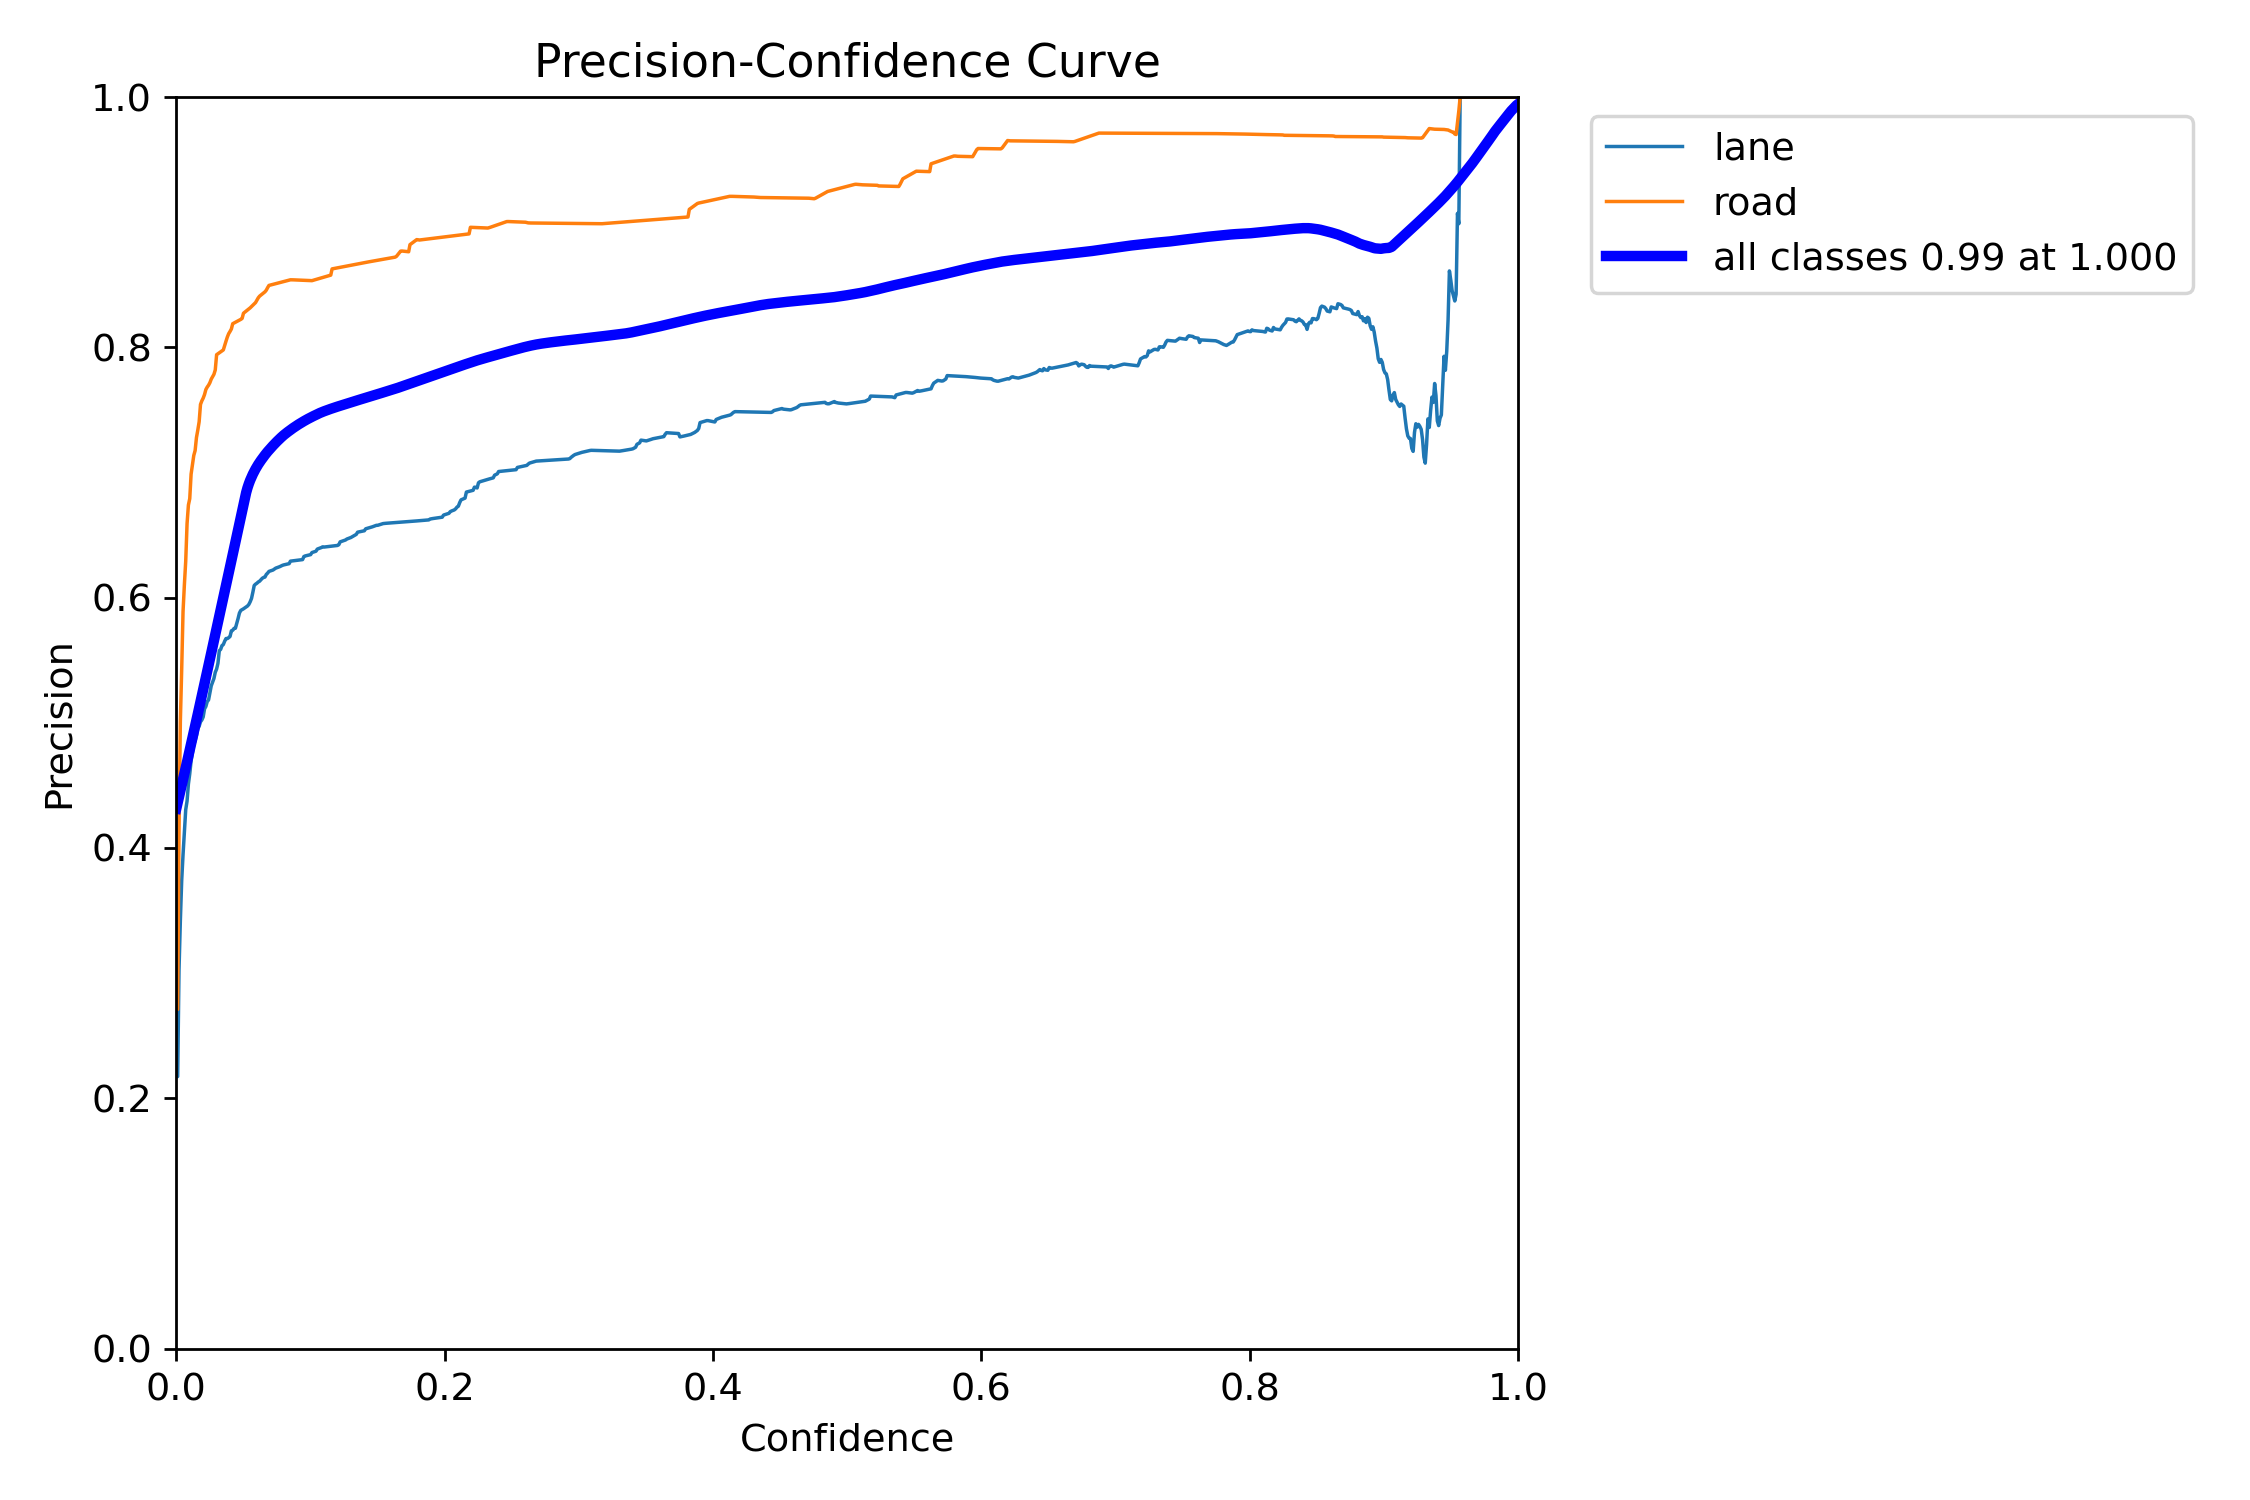 Precision-Confidence Curve
1.0
0.8
0.6
0.4
0.2
0.0
Precision
0.0 0.2 0.4 0.6 0.8 1.0
Confidence
lane
road
all classes 0.99 at 1.000